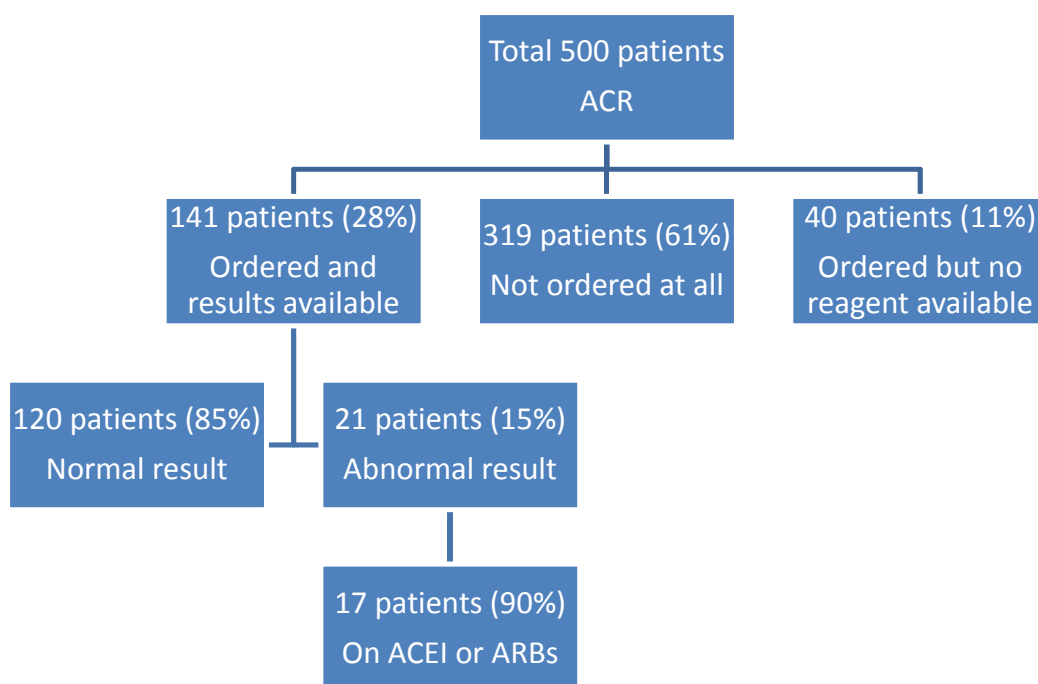 Total 500 patients
ACR
141 patients (28%)
Ordered and
results available
319 patients (61%)
Not ordered at all
40 patients (11%)
Ordered but no
reagent available
120 patients (85%)
Normal result
21 patients (15%)
Abnormal result
17 patients (90%)
On ACEI or ARBs